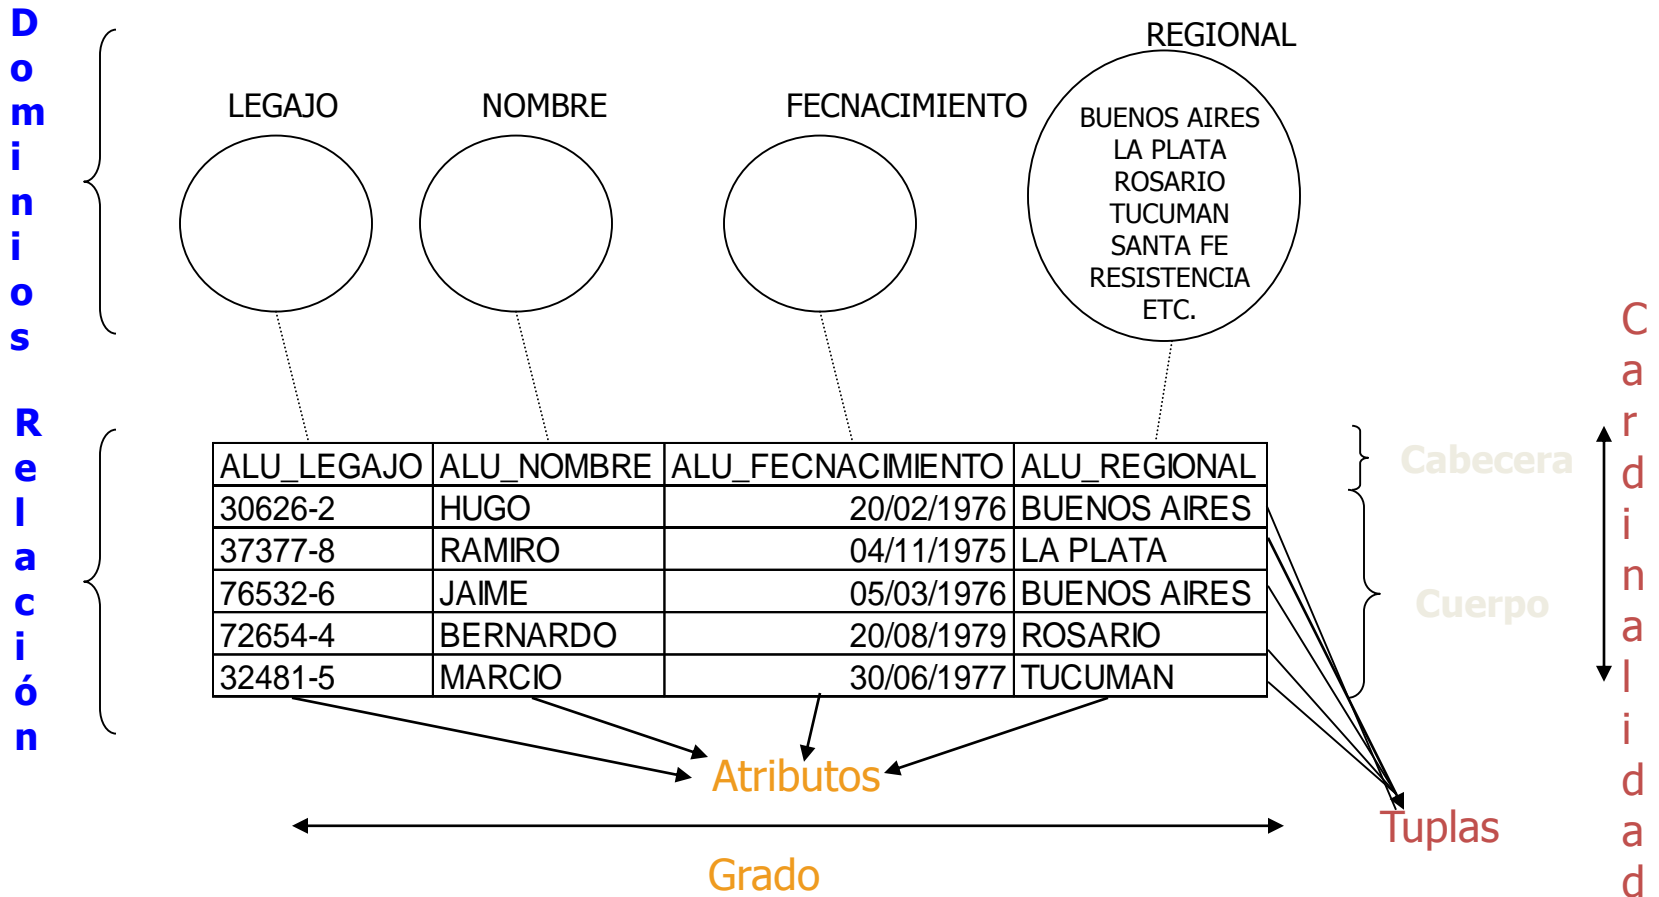 Dominios
REGIONAL
LEGAJO NOMBRE FECNACIMIENTO
BUENOS AIRES
LA PLATA
ROSARIO
TUCUMAN
SANTA FE
RESISTENCIA
ETC.
Relación
ALU_LEGAJO ALU_NOMBRE ALU_FECNACIMIENTO ALU_REGIONAL
30626-2 HUGO 20/02/1976 BUENOS AIRES
37377-8 RAMIRO 04/11/1975 LA PLATA
76532-6 JAIME 05/03/1976 BUENOS AIRES
72654-4 BERNARDO 20/08/1979 ROSARIO
32481-5 MARCIO 30/06/1977 TUCUMAN
Cabecera
Cuerpo
Cardinalidad
Atributos
Tuplas
Grado